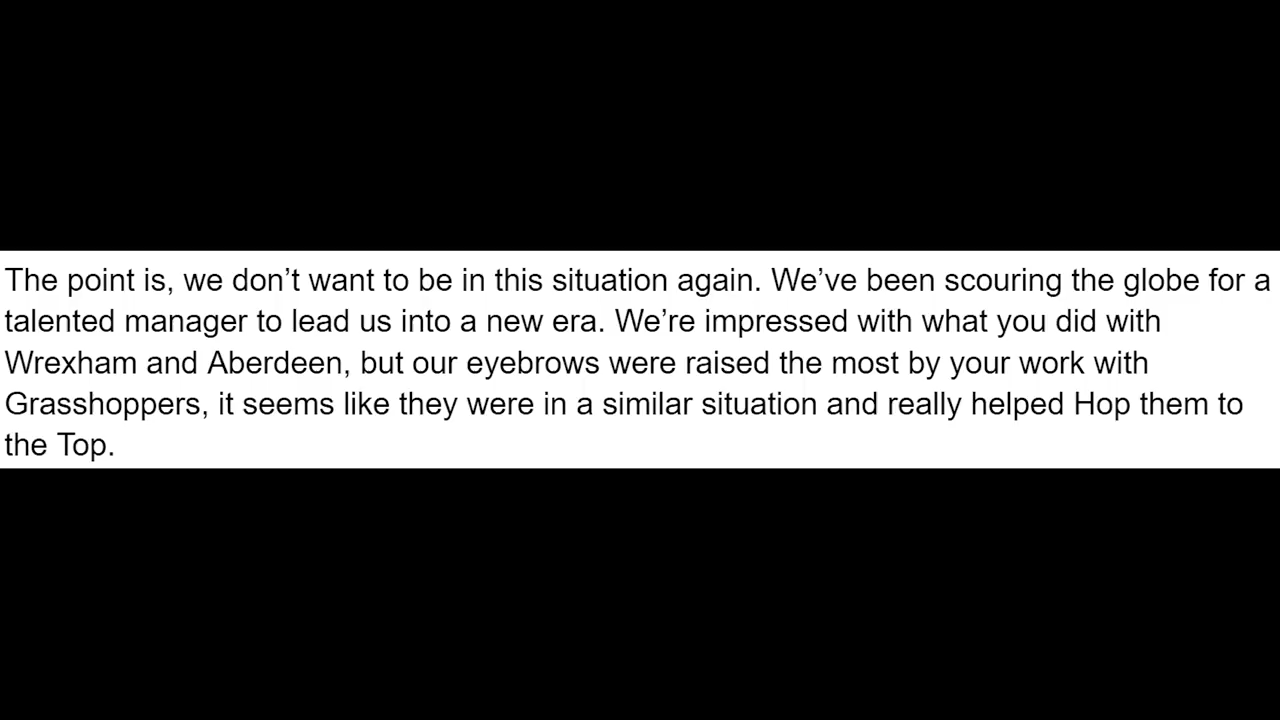 The point is, we don’t want to be in this situation again. We’ve been scouring the globe for a
talented manager to lead us into a new era. We’re impressed with what you did with
Wrexham and Aberdeen, but our eyebrows were raised the most by your work with
Grasshoppers, it seems like they were in a similar situation and really helped Hop them to
the Top.